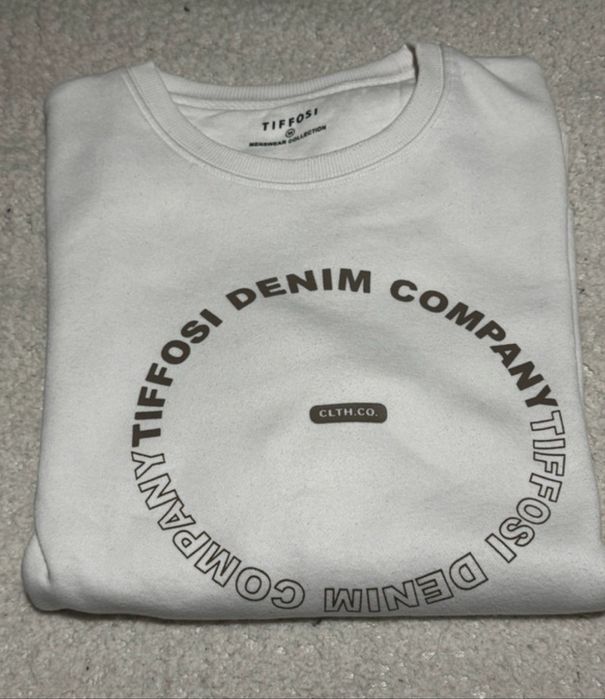 TIFFOSI
M
MENSWEAR COLLECTION
TIFFOSI DENIM COMPANY
CLTH.CO.
TIFFOSI DENIM COMPANY